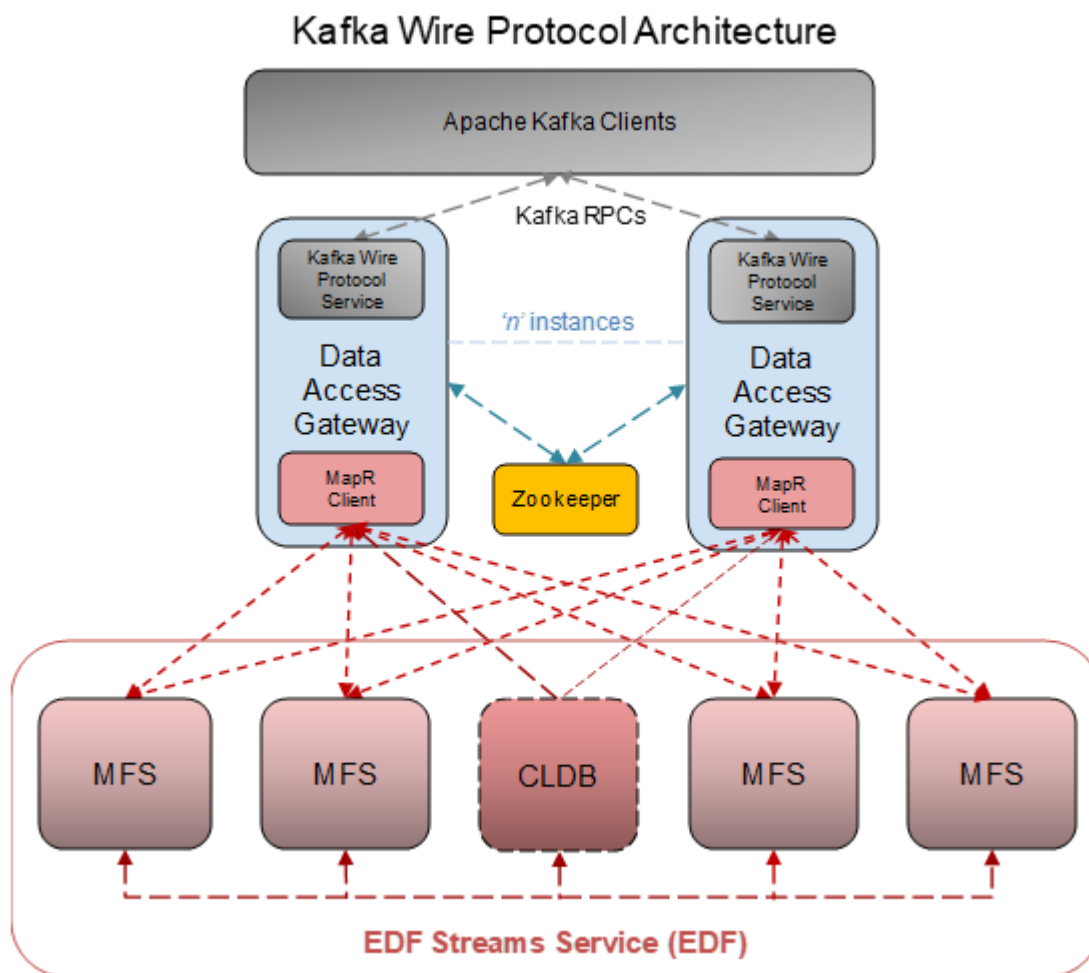 Kafka Wire Protocol Architecture
Apache Kafka Clients
Kafka RPCs
Kafka Wire
Protocol
Service
Data
Access
Gateway
MapR
Client
'n' instances
Zookeeper
Kafka Wire
Protocol
Service
Data
Access
Gateway
MapR
Client
MFS
MFS
CLDB
MFS
MFS
EDF Streams Service (EDF)